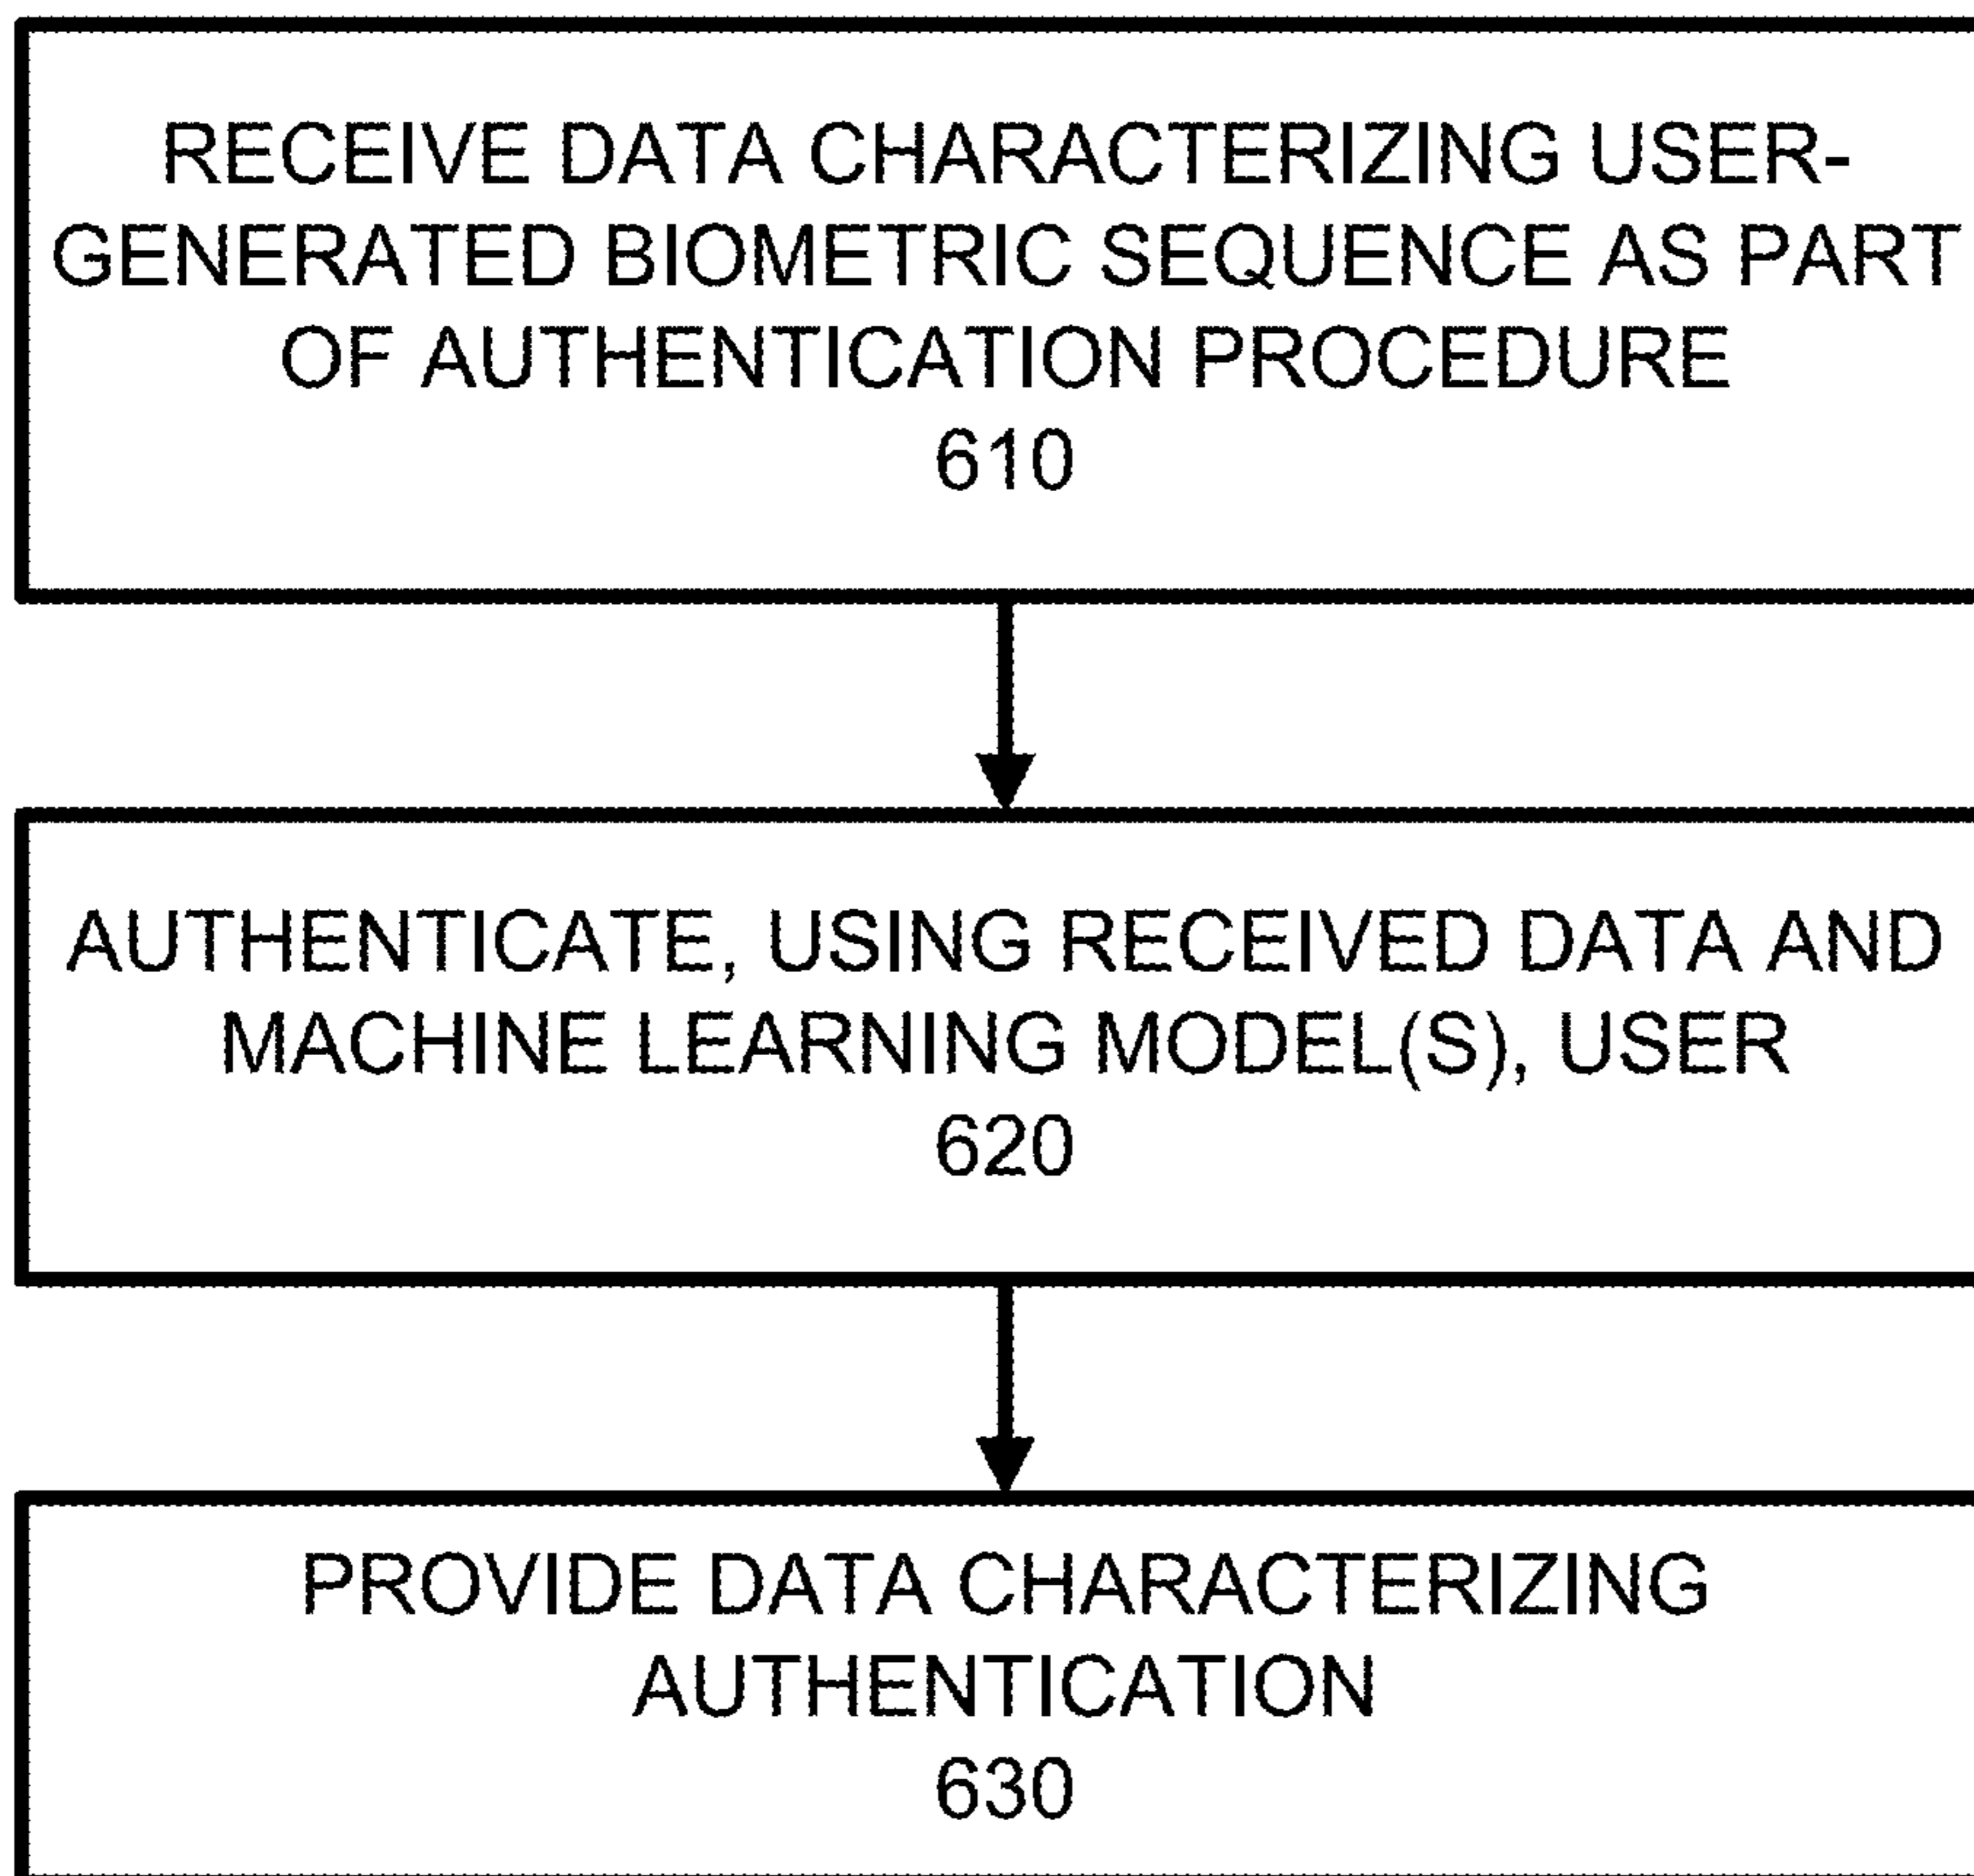 RECEIVE DATA CHARACTERIZING USER-
GENERATED BIOMETRIC SEQUENCE AS PART
OF AUTHENTICATION PROCEDURE
610
AUTHENTICATE, USING RECEIVED DATA AND
MACHINE LEARNING MODEL(S), USER
620
PROVIDE DATA CHARACTERIZING
AUTHENTICATION
630